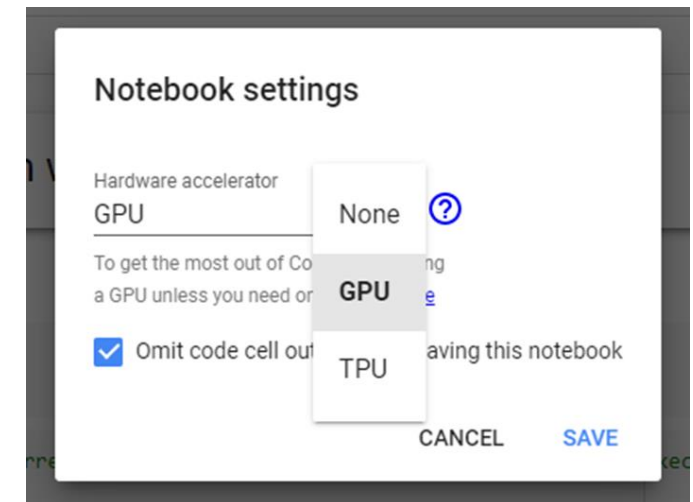 Notebook settings
Hardware accelerator
GPU
None
GPU
TPU
To get the most out of Co ng
a GPU unless you need or e
Omit code cell out aving this notebook
CANCEL SAVE